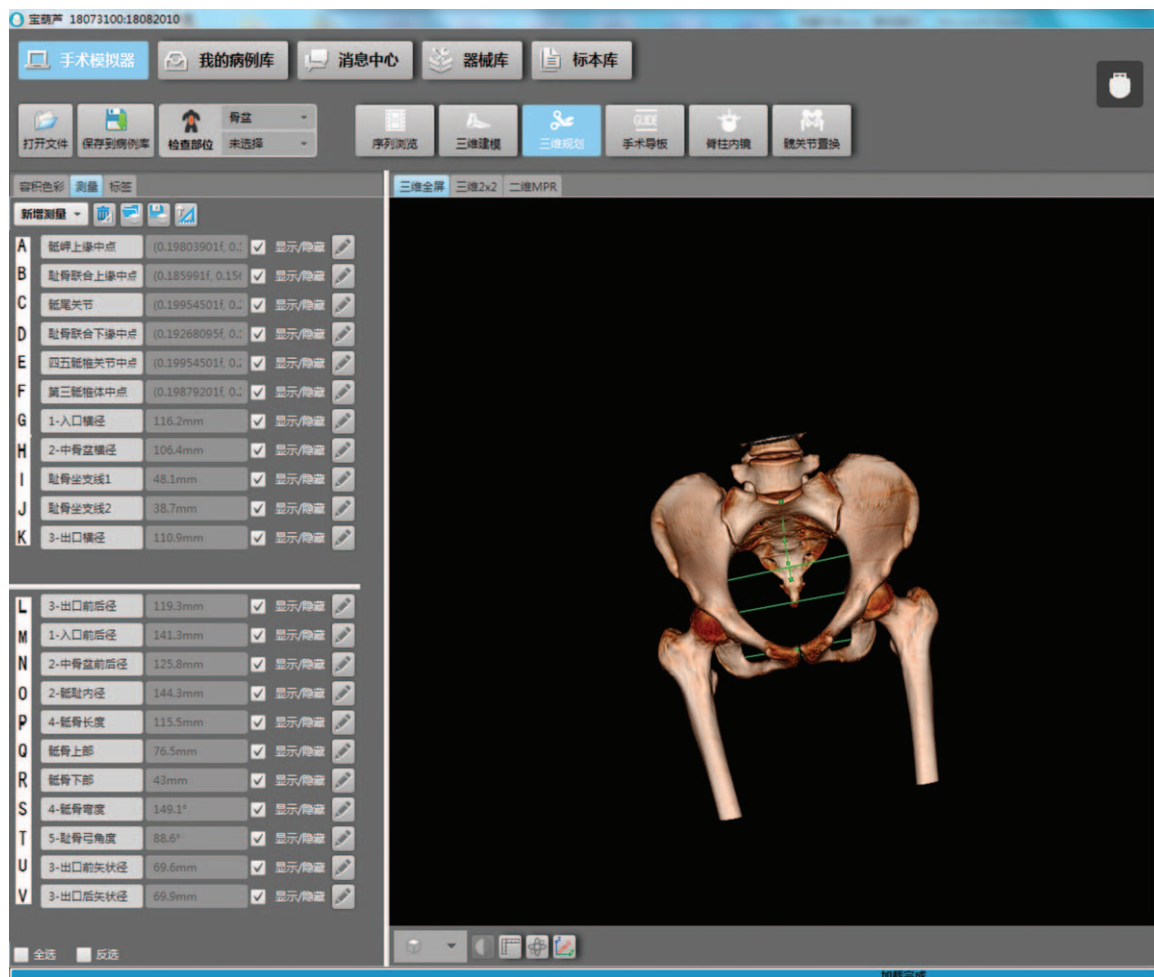 宝葫芦 18073100:18082010
手术模拟器 我的病例库 消息中心 器械库 标本库
打开文件 保存到病例库 检查部位 骨盆 未选择 序列浏览 三维建模 三维规划 GUIDE 手术导板 脊柱内镜 髋关节置换
容积色彩 测量 标签 三维全屏 三维2x2 二维MPR
新增测量
A 骶岬上缘中点 (0.19803901f, 0.: 显示/隐藏
B 耻骨联合上缘中点 (0.185991f, 0.156 显示/隐藏
C 骶尾关节 (0.19954501f, 0.2 显示/隐藏
D 耻骨联合下缘中点 (0.19268095f, 0.: 显示/隐藏
E 四五骶椎关节中点 (0.19954501f, 0.2 显示/隐藏
F 第三骶椎体中点 (0.19879201f, 0.2 显示/隐藏
G 1-入口横径 116.2mm 显示/隐藏
H 2-中骨盆横径 106.4mm 显示/隐藏
I 耻骨坐支线1 48.1mm 显示/隐藏
J 耻骨坐支线2 38.7mm 显示/隐藏
K 3-出口横径 110.9mm 显示/隐藏
L 3-出口前后径 119.3mm 显示/隐藏
M 1-入口前后径 141.3mm 显示/隐藏
N 2-中骨盆前后径 125.8mm 显示/隐藏
O 2-骶耻内径 144.3mm 显示/隐藏
P 4-骶骨长度 115.5mm 显示/隐藏
Q 骶骨上部 76.5mm 显示/隐藏
R 骶骨下部 43mm 显示/隐藏
S 4-骶骨弯度 149.1° 显示/隐藏
T 5-耻骨弓角度 88.6° 显示/隐藏
U 3-出口前矢状径 69.6mm 显示/隐藏
V 3-出口后矢状径 69.9mm 显示/隐藏
全选 反选
加载完成